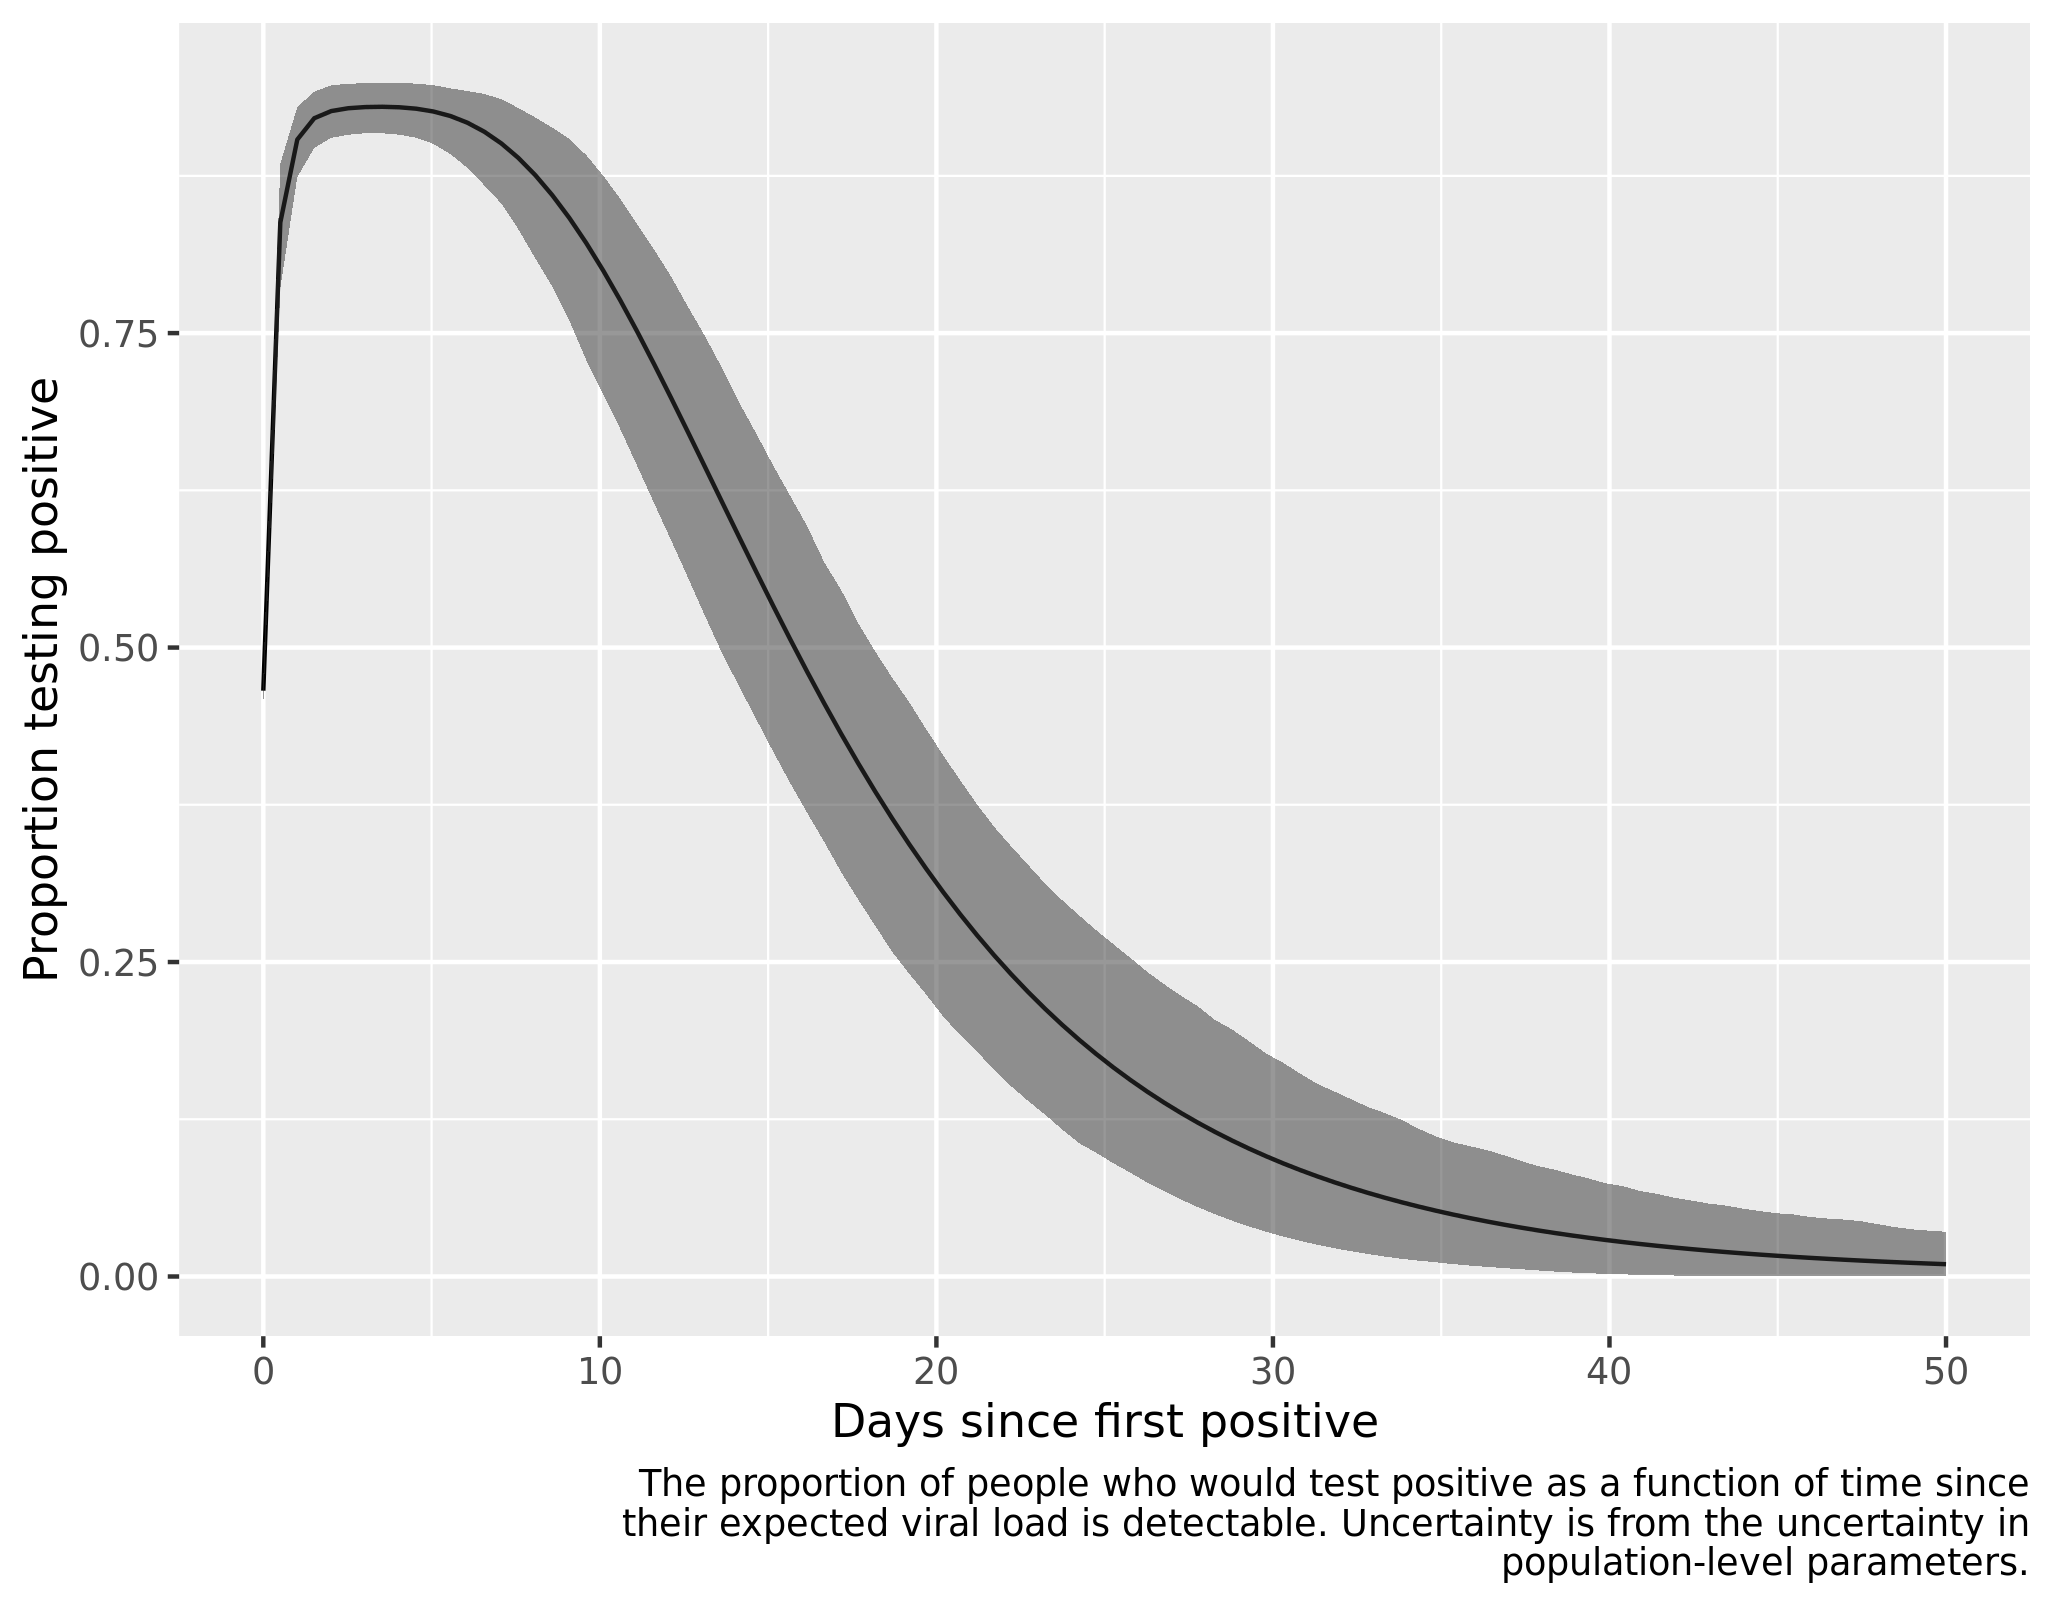 Proportion testing positive
0.75
0.50
0.25
0.00
0 10 20 30 40 50
Days since first positive
The proportion of people who would test positive as a function of time since
their expected viral load is detectable. Uncertainty is from the uncertainty in
population-level parameters.